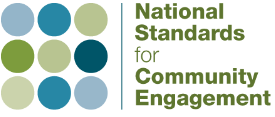 National
Standards
for
Community
Engagement